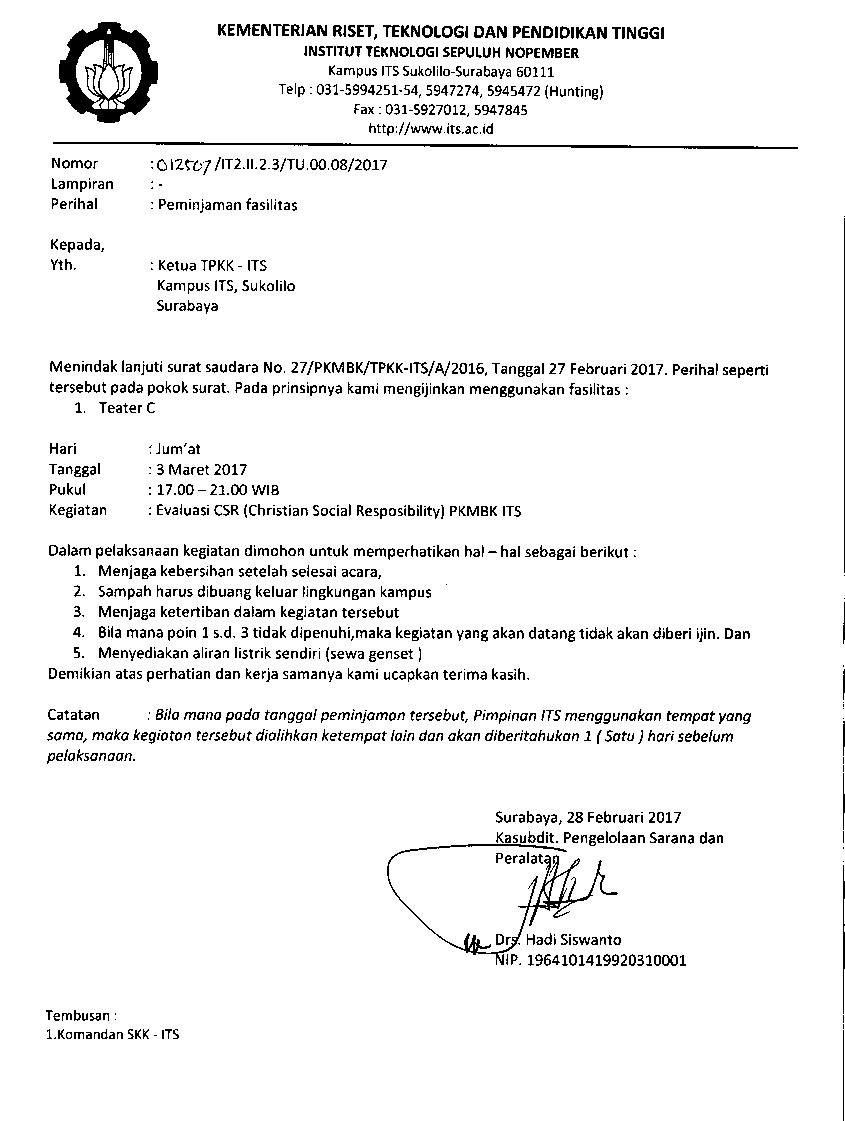 KEMENTERIAN RISET, TEKNOLOGI DAN PENDIDIKAN TINGGI
INSTITUT TEKNOLOGI SEPULUH NOPEMBER
Kampus ITS Sukolilo-Surabaya 60111
Telp : 031-5994251-54, 5947274, 5945472 (Hunting)
Fax : 031-5927012, 5947845
http://www.its.ac.id
Nomor : 012507/IT2.II.2.3/TU.00.08/2017
Lampiran : -
Perihal : Peminjaman fasilitas
Kepada,
Yth. : Ketua TPKK - ITS
Kampus ITS, Sukolilo
Surabaya
Menindak lanjuti surat saudara No. 27/PKMBK/TPKK-ITS/A/2016, Tanggal 27 Februari 2017. Perihal seperti
tersebut pada pokok surat. Pada prinsipnya kami mengijinkan menggunakan fasilitas :
1. Teater C
Hari : Jum'at
Tanggal : 3 Maret 2017
Pukul : 17.00 – 21.00 WIB
Kegiatan : Evaluasi CSR (Christian Social Resposibility) PKMBK ITS
Dalam pelaksanaan kegiatan dimohon untuk memperhatikan hal – hal sebagai berikut :
1. Menjaga kebersihan setelah selesai acara,
2. Sampah harus dibuang keluar lingkungan kampus
3. Menjaga ketertiban dalam kegiatan tersebut
4. Bila mana poin 1 s.d. 3 tidak dipenuhi,maka kegiatan yang akan datang tidak akan diberi ijin. Dan
5. Menyediakan aliran listrik sendiri (sewa genset )
Demikian atas perhatian dan kerja samanya kami ucapkan terima kasih.
Catatan : Bila mana pada tanggal peminjaman tersebut, Pimpinan ITS menggunakan tempat yang
sama, maka kegiatan tersebut dialihkan ketempat lain dan akan diberitahukan 1 ( Satu ) hari sebelum
pelaksanaan.
Surabaya, 28 Februari 2017
Kasubdit. Pengelolaan Sarana dan
Peralatan
Drs. Hadi Siswanto
NIP. 1964101419920310001
Tembusan :
1.Komandan SKK - ITS